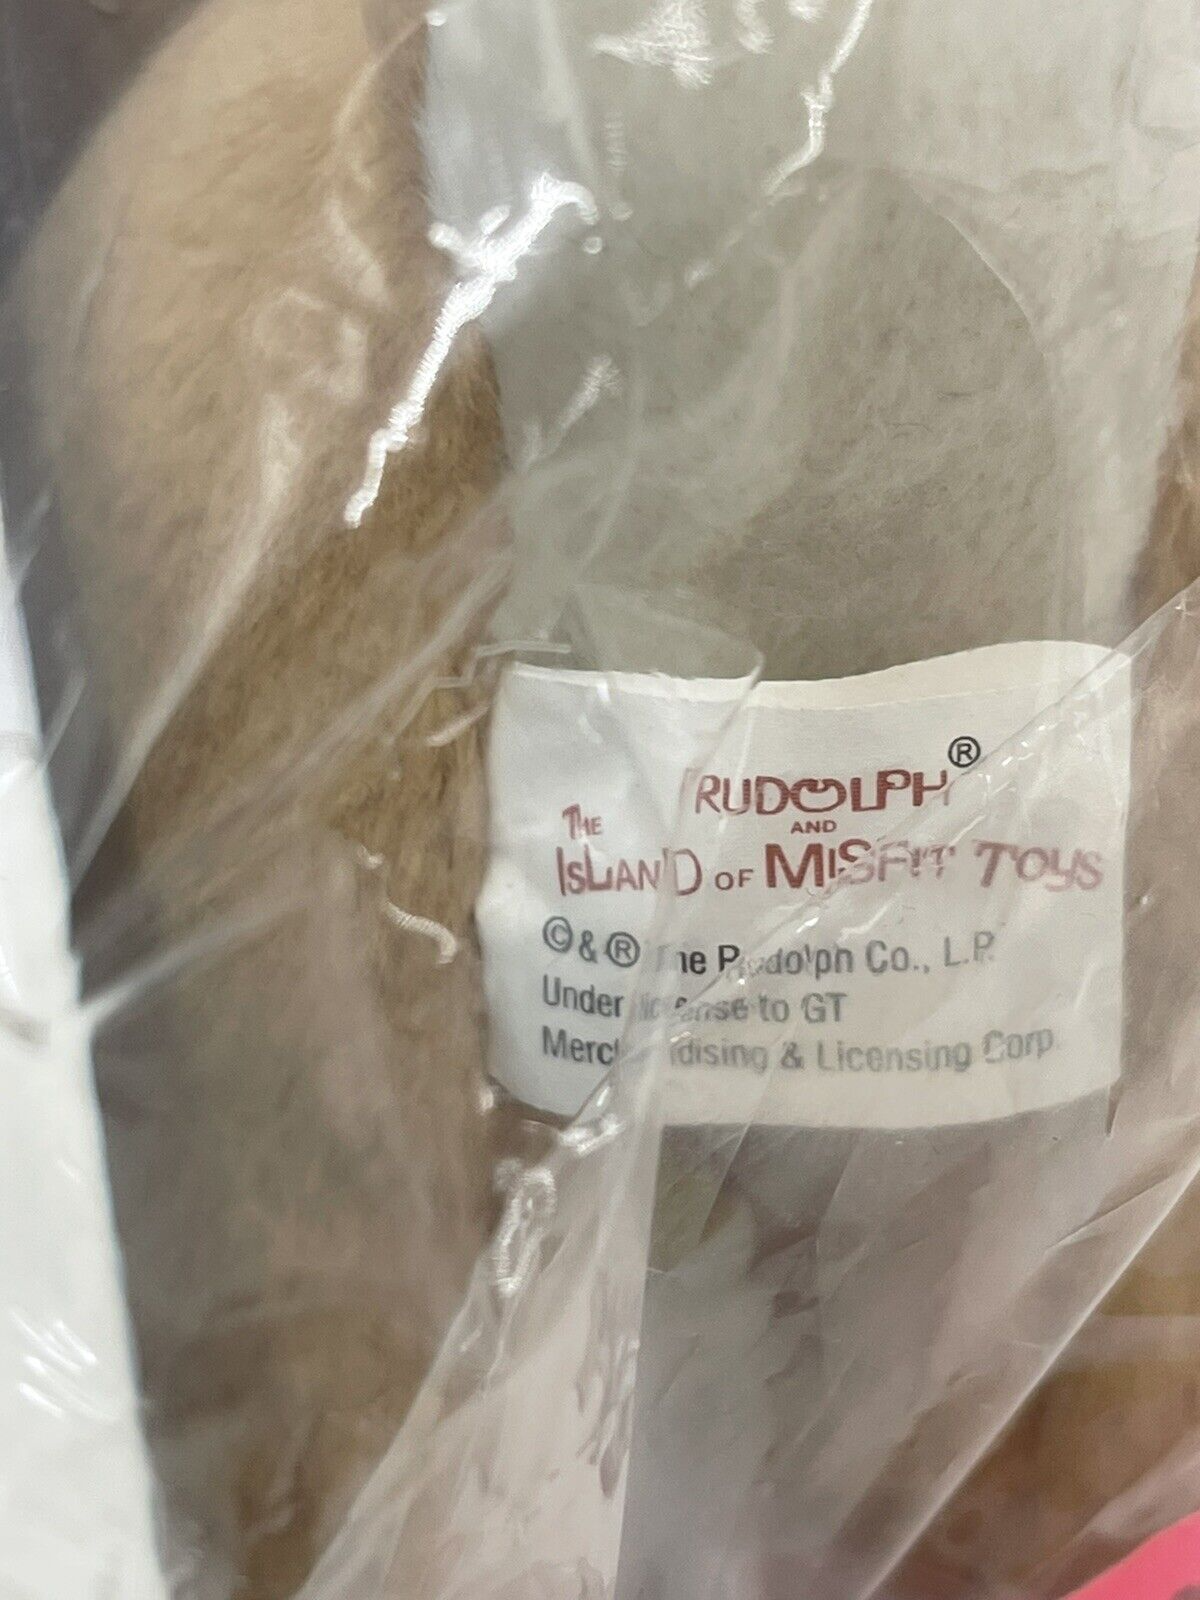 RUDOLPH®
AND
THE
ISLAND OF MISFIT TOYS
©&® The Rudolph Co., L.P.
Under license to GT
Merchandising & Licensing Corp.